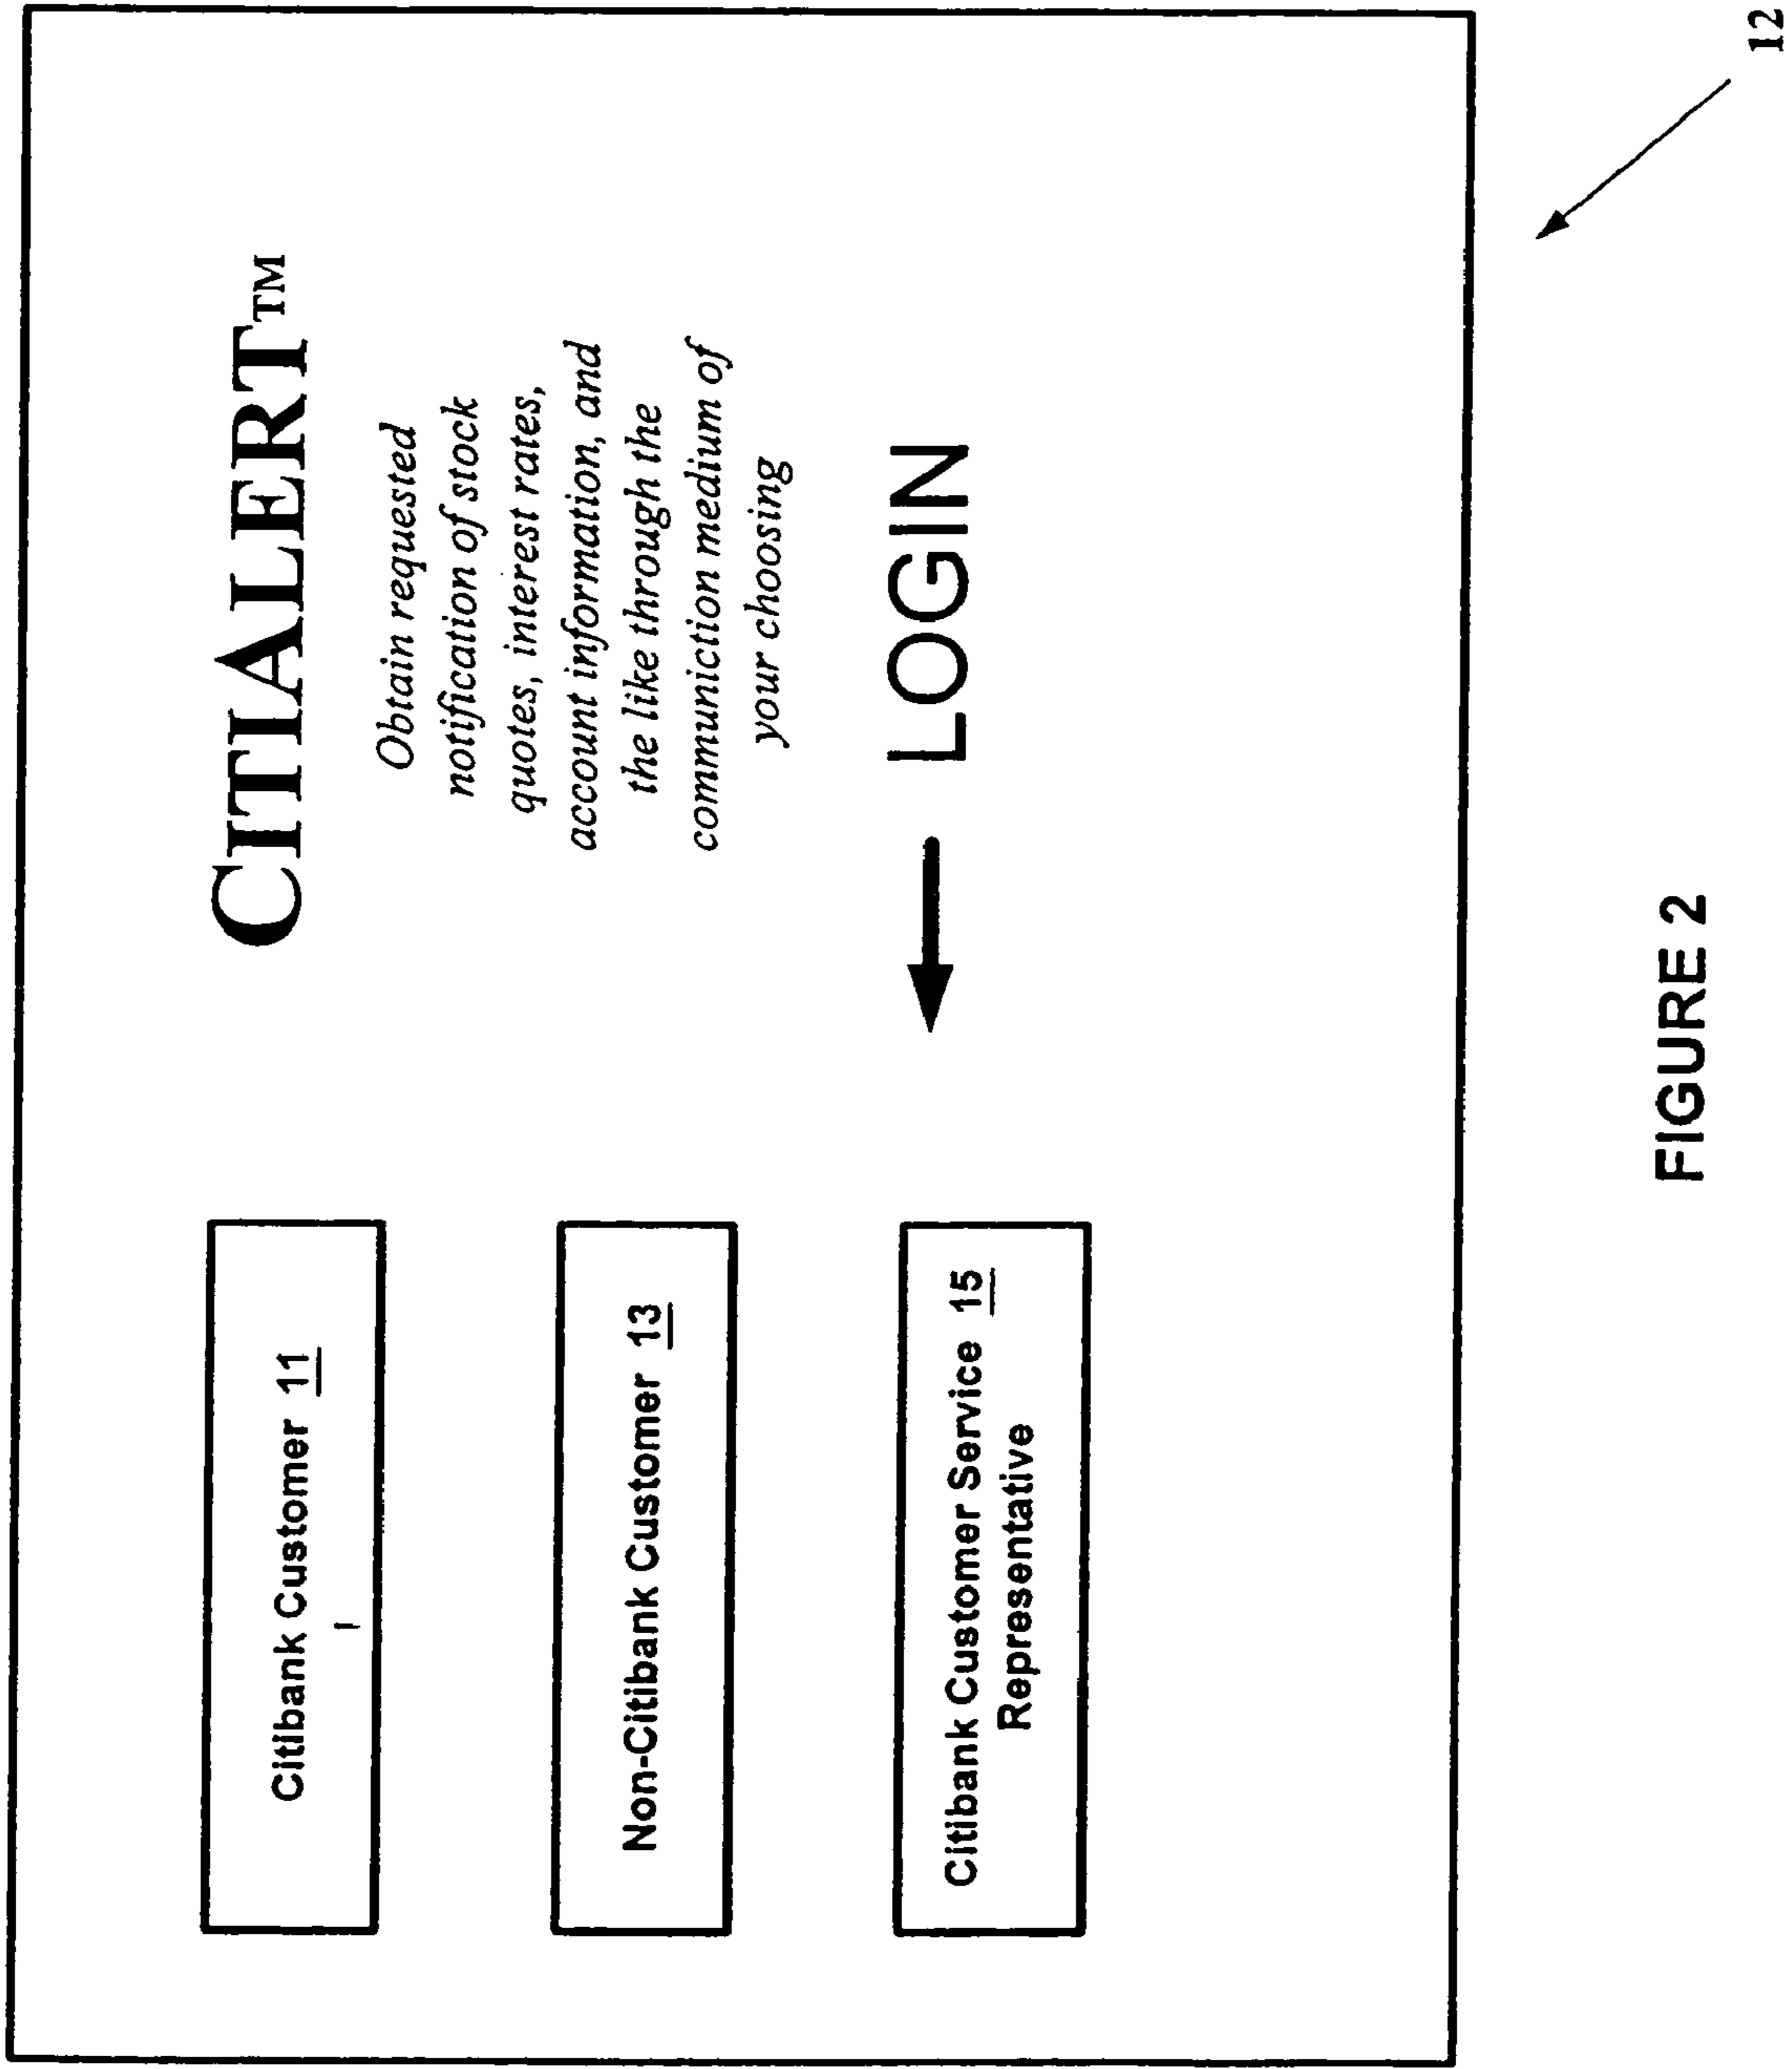 Citibank Customer 11
Non-Citibank Customer 13
Citibank Customer Service 15
Representative
CITIALERT™
Obtain requested
notification of stock
quotes, interest rates,
account information, and
the like through the
communiction medium of
your choosing
LOGIN
12
FIGURE 2